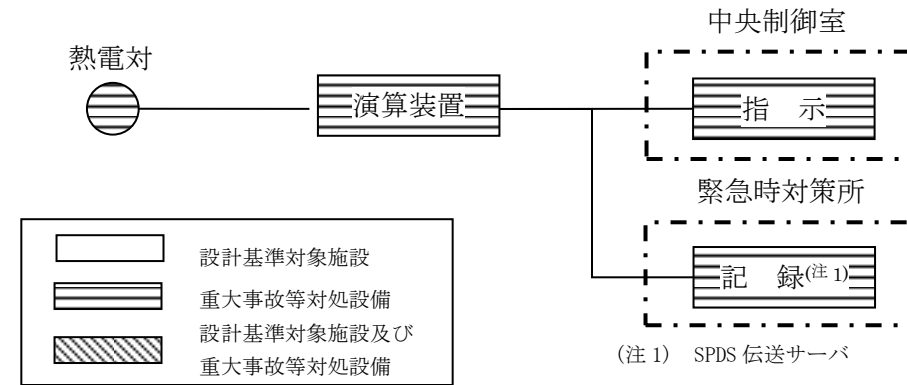 中央制御室
熱電対
演算装置
指　示
緊急時対策所
記　録(注1)
(注1)　SPDS 伝送サーバ
設計基準対象施設
重大事故等対処設備
設計基準対象施設及び
重大事故等対処設備